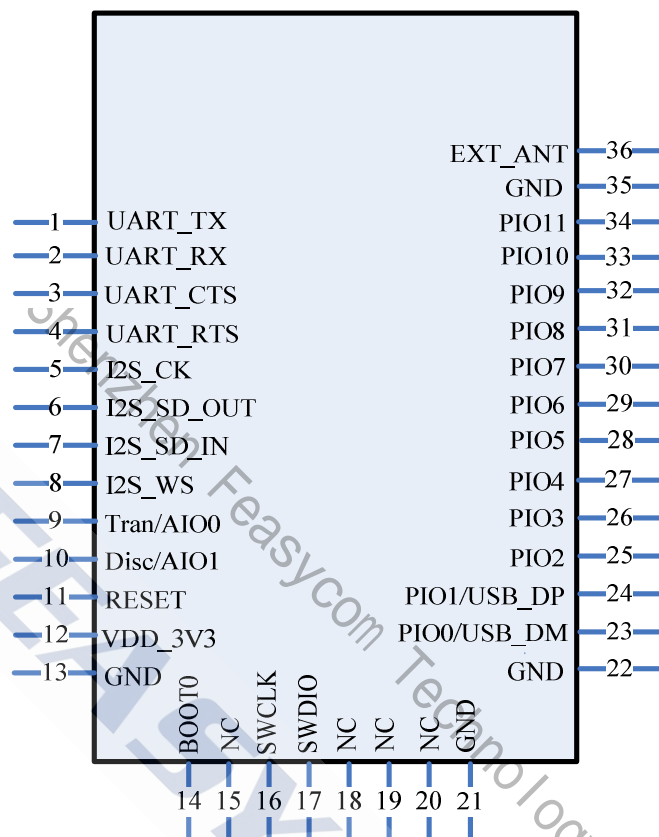 EXT_ANT 36
GND 35
1 UART_TX PIO11 34
2 UART_RX PIO10 33
3 UART_CTS PIO9 32
4 UART_RTS PIO8 31
5 I2S_CK PIO7 30
6 I2S_SD_OUT PIO6 29
7 I2S_SD_IN PIO5 28
8 I2S_WS PIO4 27
9 Tran/AIO0 PIO3 26
10 Disc/AIO1 PIO2 25
11 RESET PIO1/USB_DP 24
12 VDD_3V3 PIO0/USB_DM 23
13 GND GND 22
BOOT0 NC SWCLK SWDIO NC NC NC GND
14 15 16 17 18 19 20 21
Shenzhen Feasycom Technology